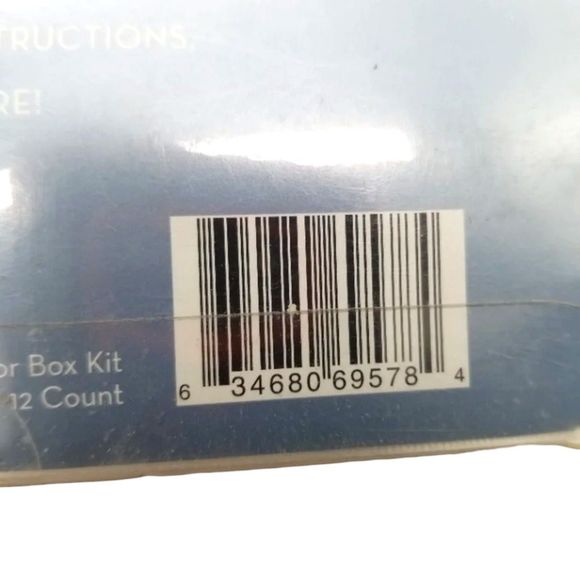 TRUCTIONS,
RE!
or Box Kit
12 Count
6 34680 69578 4